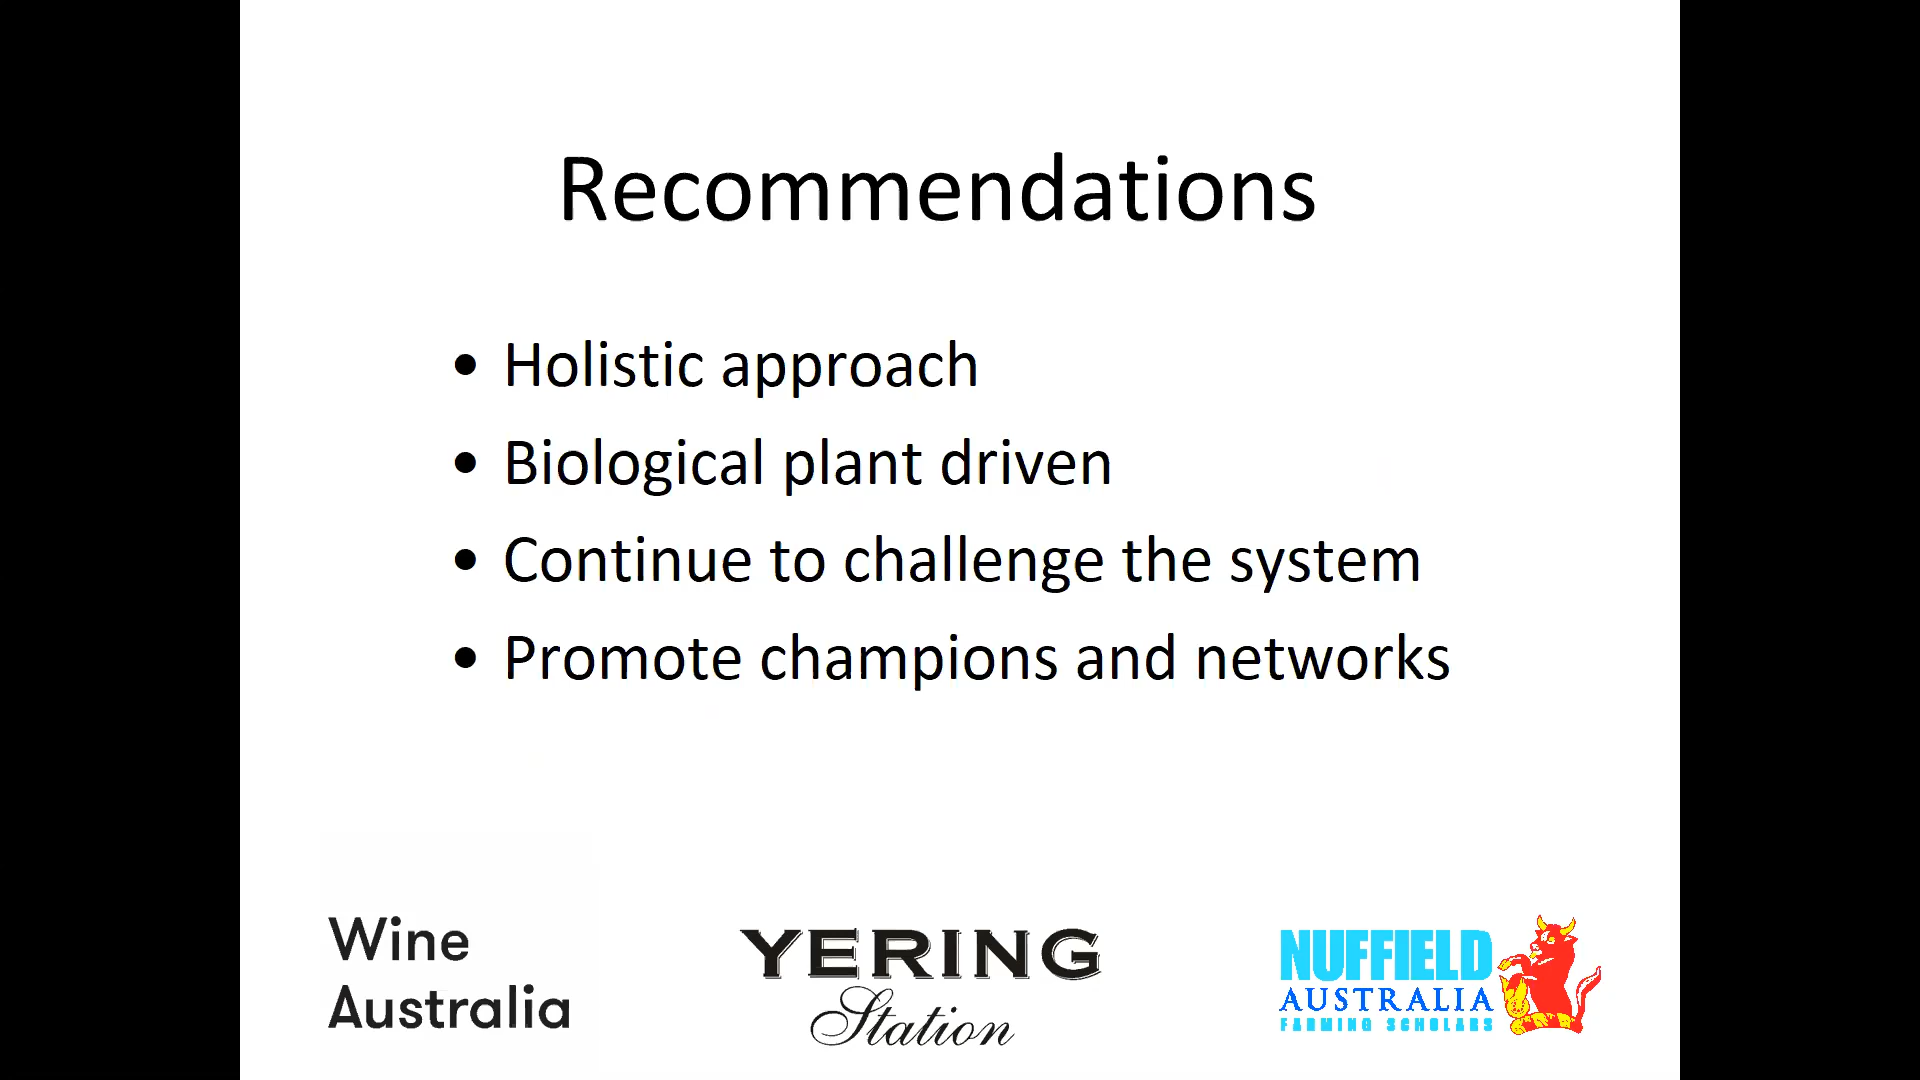 Recommendations
• Holistic approach
• Biological plant driven
• Continue to challenge the system
• Promote champions and networks
Wine
Australia
YERING
Station
NUFFIELD
AUSTRALIA
FARMING SCHOLARS